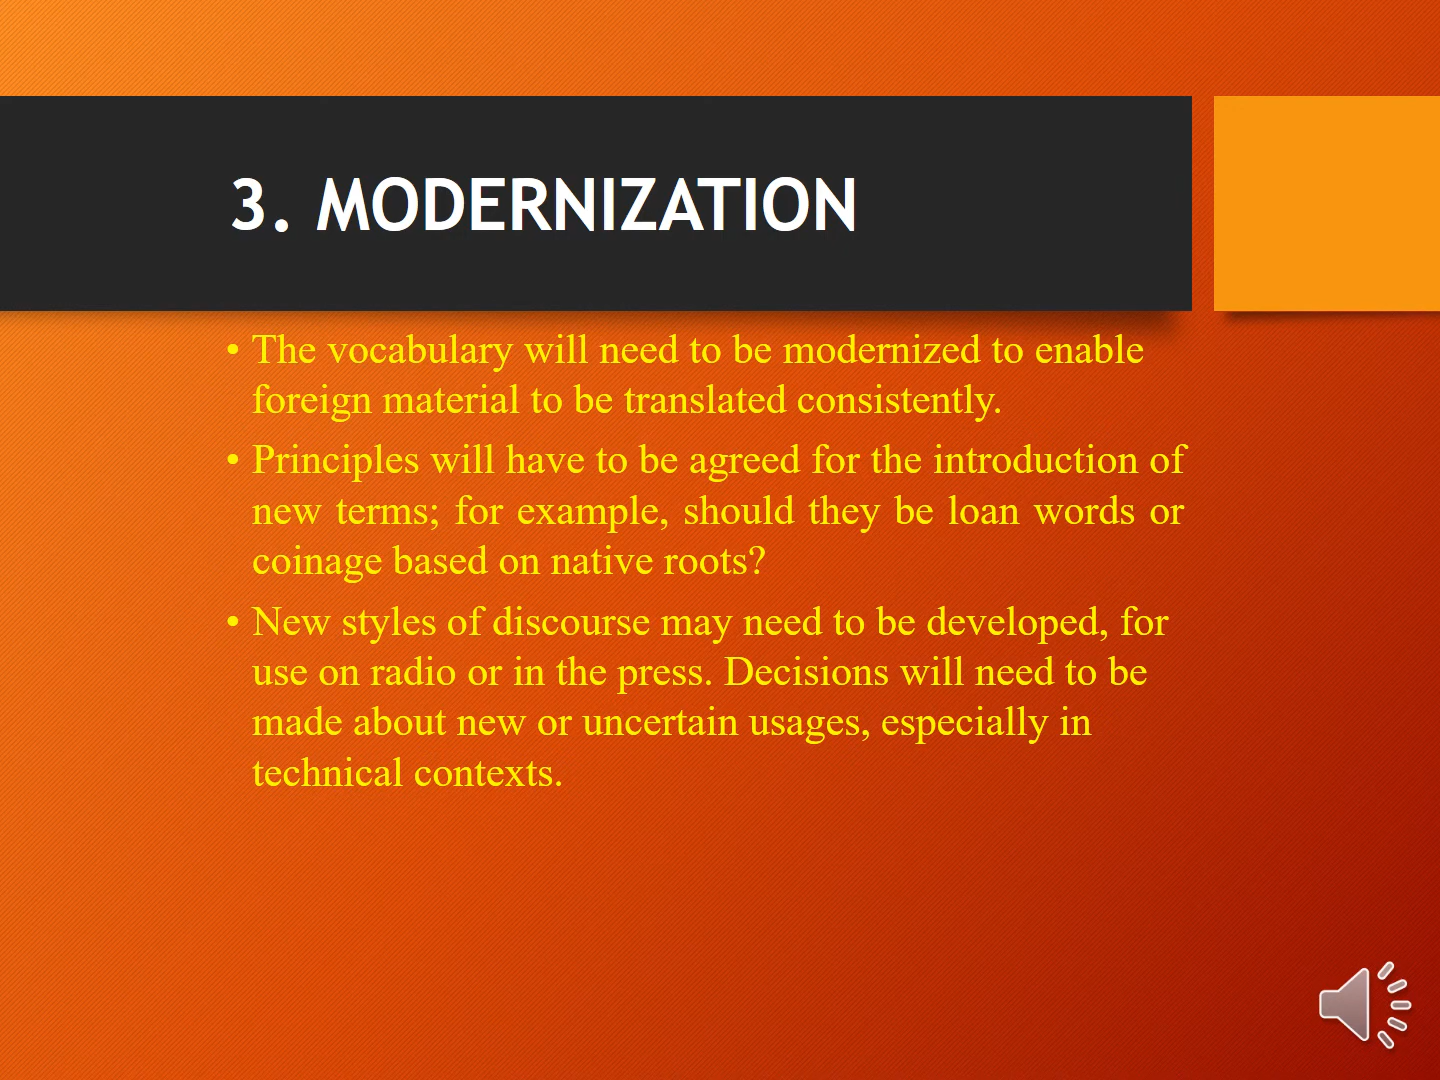 3. MODERNIZATION
• The vocabulary will need to be modernized to enable
foreign material to be translated consistently.
• Principles will have to be agreed for the introduction of
new terms; for example, should they be loan words or
coinage based on native roots?
• New styles of discourse may need to be developed, for
use on radio or in the press. Decisions will need to be
made about new or uncertain usages, especially in
technical contexts.